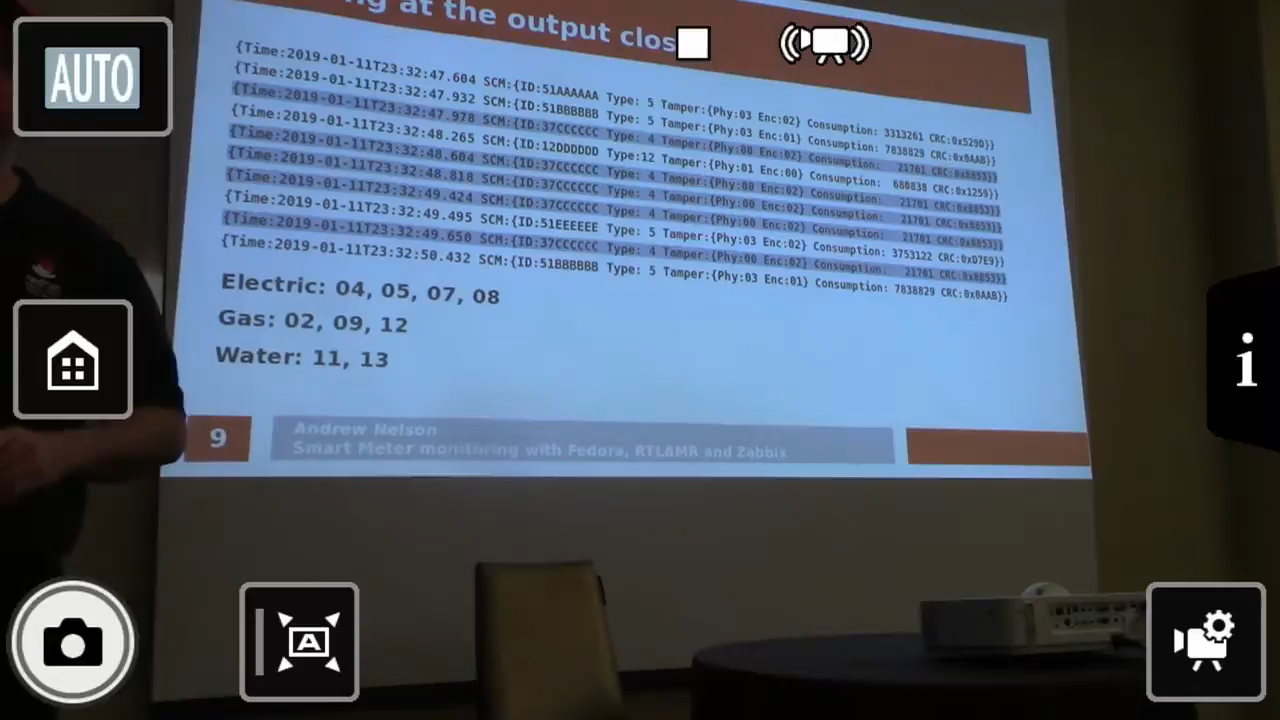 AUTO
ng at the output clos
{Time:2019-01-11T23:32:47.604 SCM:{ID:51AAAAAA Type: 5 Tamper:{Phy:03 Enc:02} Consumption: 3313261 CRC:0x529D}}
{Time:2019-01-11T23:32:47.932 SCM:{ID:51BBBBBB Type: 5 Tamper:{Phy:03 Enc:01} Consumption: 7838829 CRC:0x0AAB}}
{Time:2019-01-11T23:32:47.978 SCM:{ID:37CCCCCC Type: 4 Tamper:{Phy:00 Enc:02} Consumption: 21701 CRC:0x8853}}
{Time:2019-01-11T23:32:48.265 SCM:{ID:12DDDDDD Type:12 Tamper:{Phy:01 Enc:00} Consumption: 680838 CRC:0x1259}}
{Time:2019-01-11T23:32:48.604 SCM:{ID:37CCCCCC Type: 4 Tamper:{Phy:00 Enc:02} Consumption: 21701 CRC:0x8853}}
{Time:2019-01-11T23:32:48.818 SCM:{ID:37CCCCCC Type: 4 Tamper:{Phy:00 Enc:02} Consumption: 21701 CRC:0x8853}}
{Time:2019-01-11T23:32:49.424 SCM:{ID:37CCCCCC Type: 4 Tamper:{Phy:00 Enc:02} Consumption: 21701 CRC:0x8853}}
{Time:2019-01-11T23:32:49.495 SCM:{ID:51EEEEEE Type: 5 Tamper:{Phy:03 Enc:02} Consumption: 3753122 CRC:0xD7E9}}
{Time:2019-01-11T23:32:49.650 SCM:{ID:37CCCCCC Type: 4 Tamper:{Phy:00 Enc:02} Consumption: 21701 CRC:0x8853}}
{Time:2019-01-11T23:32:50.432 SCM:{ID:51BBBBBB Type: 5 Tamper:{Phy:03 Enc:01} Consumption: 7838829 CRC:0x0AAB}}
Electric: 04, 05, 07, 08
Gas: 02, 09, 12
Water: 11, 13
9
Andrew Nelson
Smart Meter monitoring with Fedora, RTLAMR and Zabbix
i
A